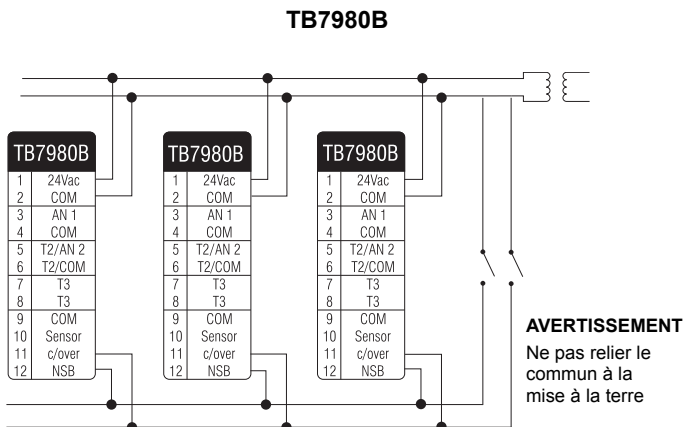 TB7980B
TB7980B
1 24Vac
2 COM
3 AN 1
4 COM
5 T2/AN 2
6 T2/COM
7 T3
8 T3
9 COM
10 Sensor
11 c/over
12 NSB
TB7980B
1 24Vac
2 COM
3 AN 1
4 COM
5 T2/AN 2
6 T2/COM
7 T3
8 T3
9 COM
10 Sensor
11 c/over
12 NSB
TB7980B
1 24Vac
2 COM
3 AN 1
4 COM
5 T2/AN 2
6 T2/COM
7 T3
8 T3
9 COM
10 Sensor
11 c/over
12 NSB
AVERTISSEMENT
Ne pas relier le
commun à la
mise à la terre